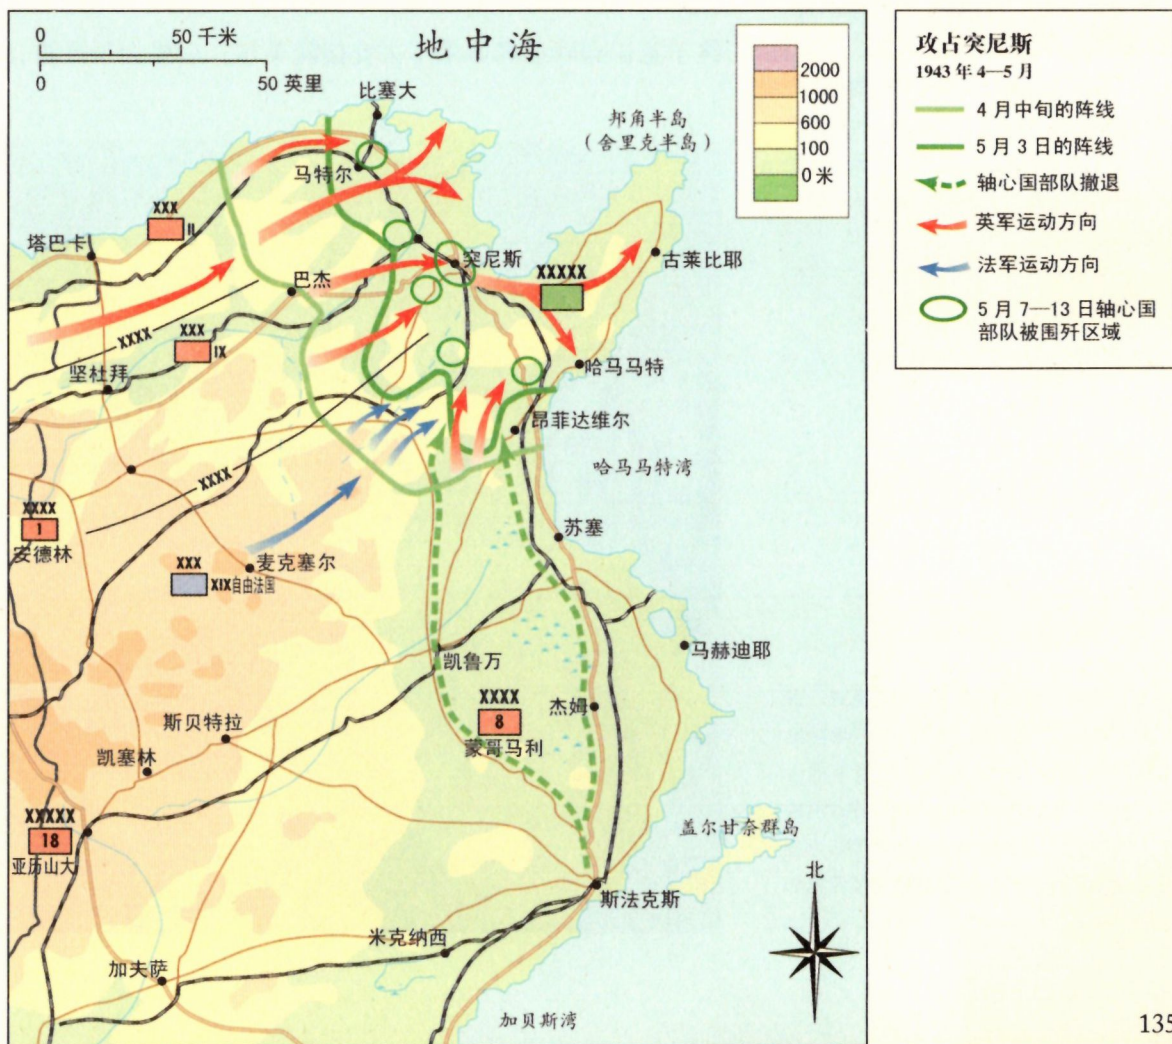 0 50 千米
0 50 英里
地中海
2000
1000
600
100
0 米
比塞大
邦角半岛
（舍里克半岛）
马特尔
XXX
II
塔巴卡
突尼斯
XXXXX
古莱比耶
巴杰
XXXX
XXX
IX
坚杜拜
哈马马特
昂菲达维尔
哈马马特湾
XXXX
XXXX
1
安德林
苏塞
XXX
XIX自由法国
麦克塞尔
马赫迪耶
凯鲁万
XXXX
8
蒙哥马利
杰姆
斯贝特拉
凯塞林
XXXXX
18
亚历山大
盖尔甘奈群岛
北
斯法克斯
米克纳西
加夫萨
加贝斯湾
攻占突尼斯
1943 年 4—5 月
4 月中旬的阵线
5 月 3 日的阵线
轴心国部队撤退
英军运动方向
法军运动方向
5 月 7—13 日轴心国
部队被围歼区域
135